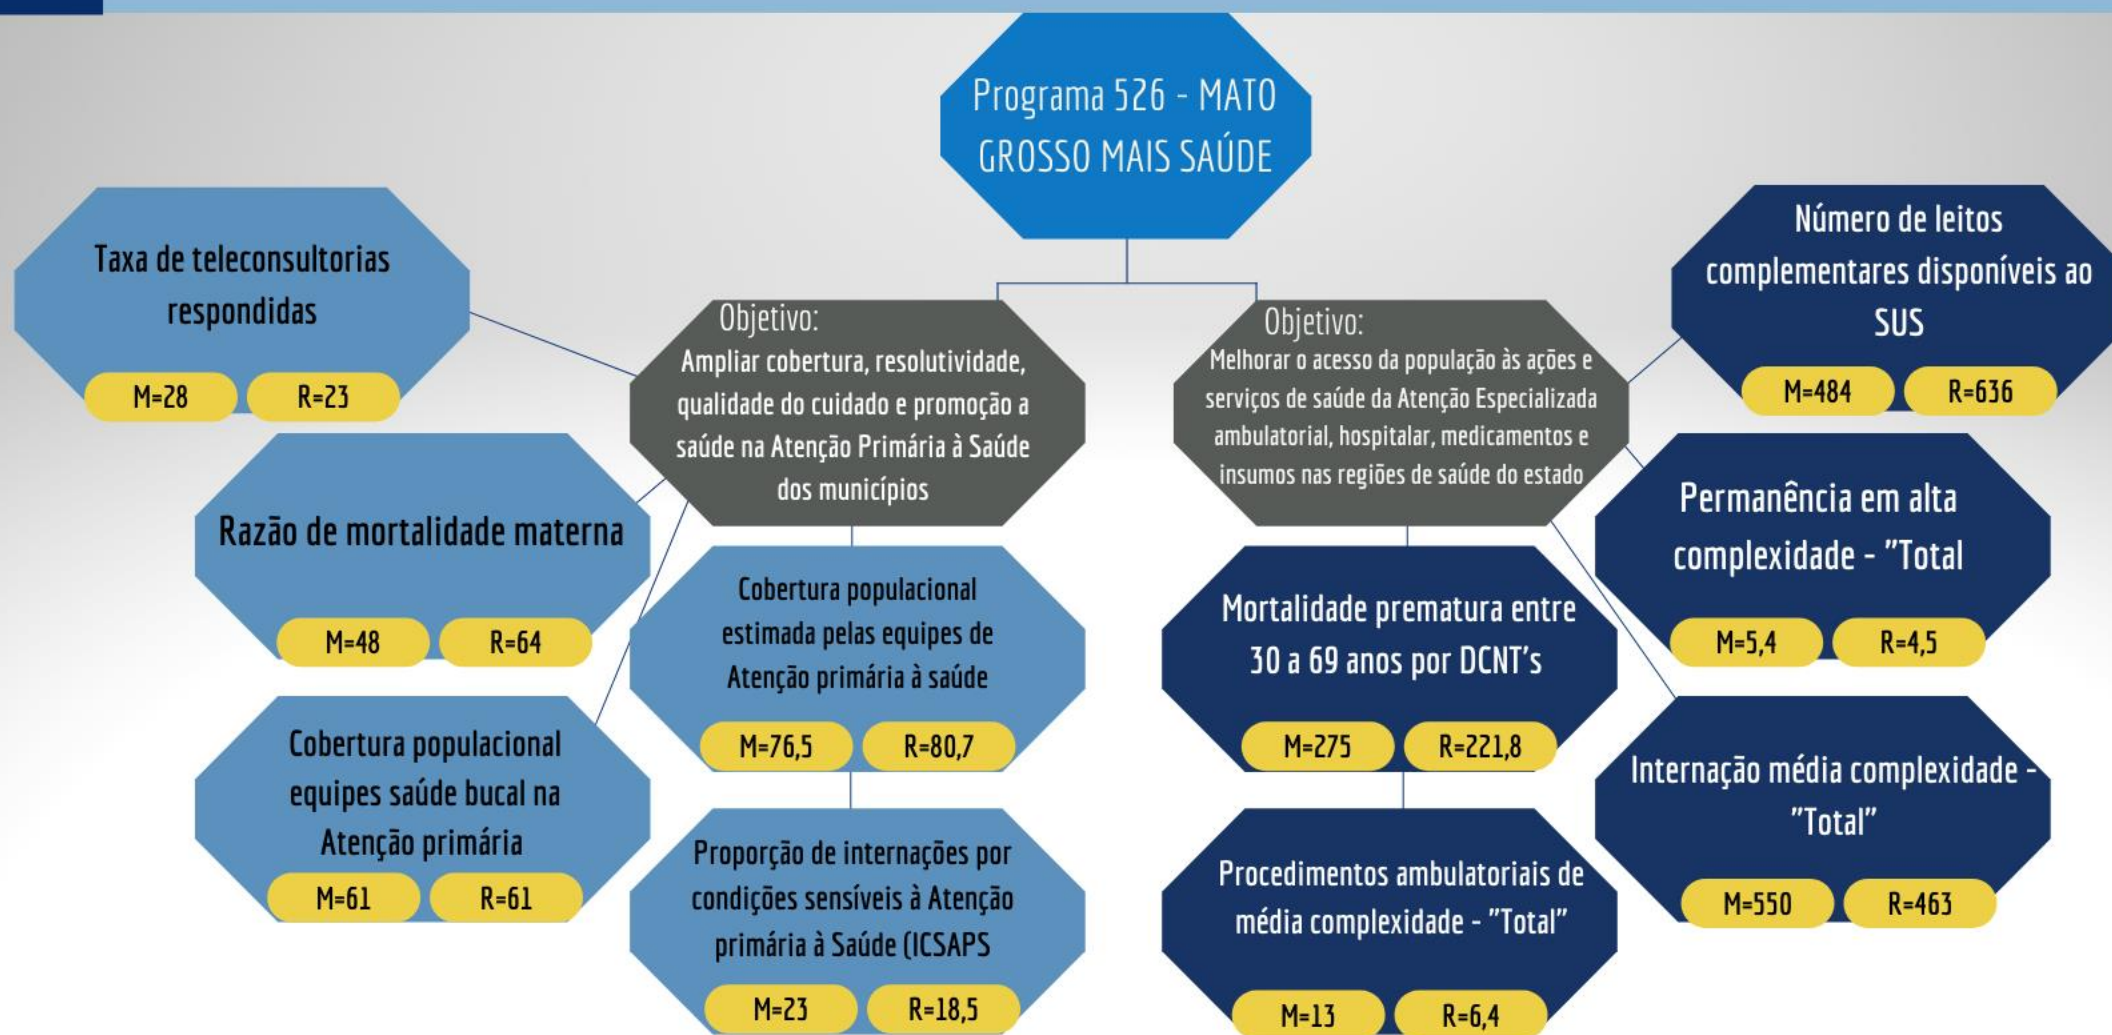 Programa 526 - MATO
GROSSO MAIS SAÚDE
Taxa de teleconsultorias
respondidas
M=28 R=23
Razão de mortalidade materna
M=48 R=64
Cobertura populacional
equipes saúde bucal na
Atenção primária
M=61 R=61
Objetivo:
Ampliar cobertura, resolutividade,
qualidade do cuidado e promoção a
saúde na Atenção Primária à Saúde
dos municípios
Cobertura populacional
estimada pelas equipes de
Atenção primária à saúde
M=76,5 R=80,7
Proporção de internações por
condições sensíveis à Atenção
primária à Saúde (ICSAPS
M=23 R=18,5
Objetivo:
Melhorar o acesso da população às ações e
serviços de saúde da Atenção Especializada
ambulatorial, hospitalar, medicamentos e
insumos nas regiões de saúde do estado
Mortalidade prematura entre
30 a 69 anos por DCNT's
M=275 R=221,8
Procedimentos ambulatoriais de
média complexidade - "Total"
M=13 R=6,4
Número de leitos
complementares disponíveis ao
SUS
M=484 R=636
Permanência em alta
complexidade - "Total
M=5,4 R=4,5
Internação média complexidade -
"Total"
M=550 R=463